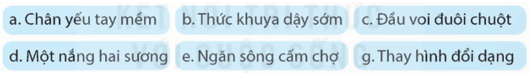 a. Chân yếu tay mềm b. Thức khuya dậy sớm c. Đầu voi đuôi chuột
d. Một nắng hai sương e. Ngăn sông cấm chợ g. Thay hình đổi dạng